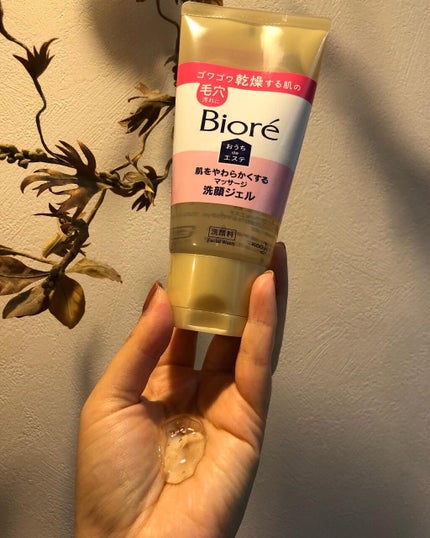 ゴワゴワ乾燥する肌の
毛穴
汚れに
Bioré
おうち
de
エステ
肌をやわらかくする
マッサージ
洗顔ジェル
洗顔料
Facial Wash